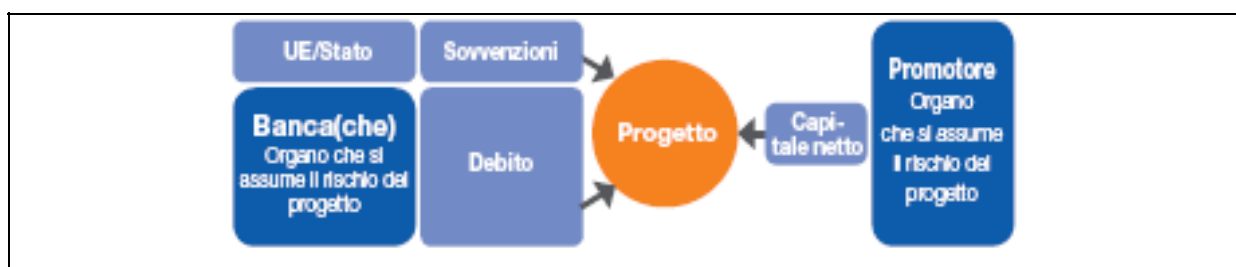 UE/Stato
Sovvenzioni
Banca(che)
Organo che si
assume il rischio del
progetto
Debito
Progetto
Capi-
tale netto
Promotore
Organo
che si assume
il rischio del
progetto